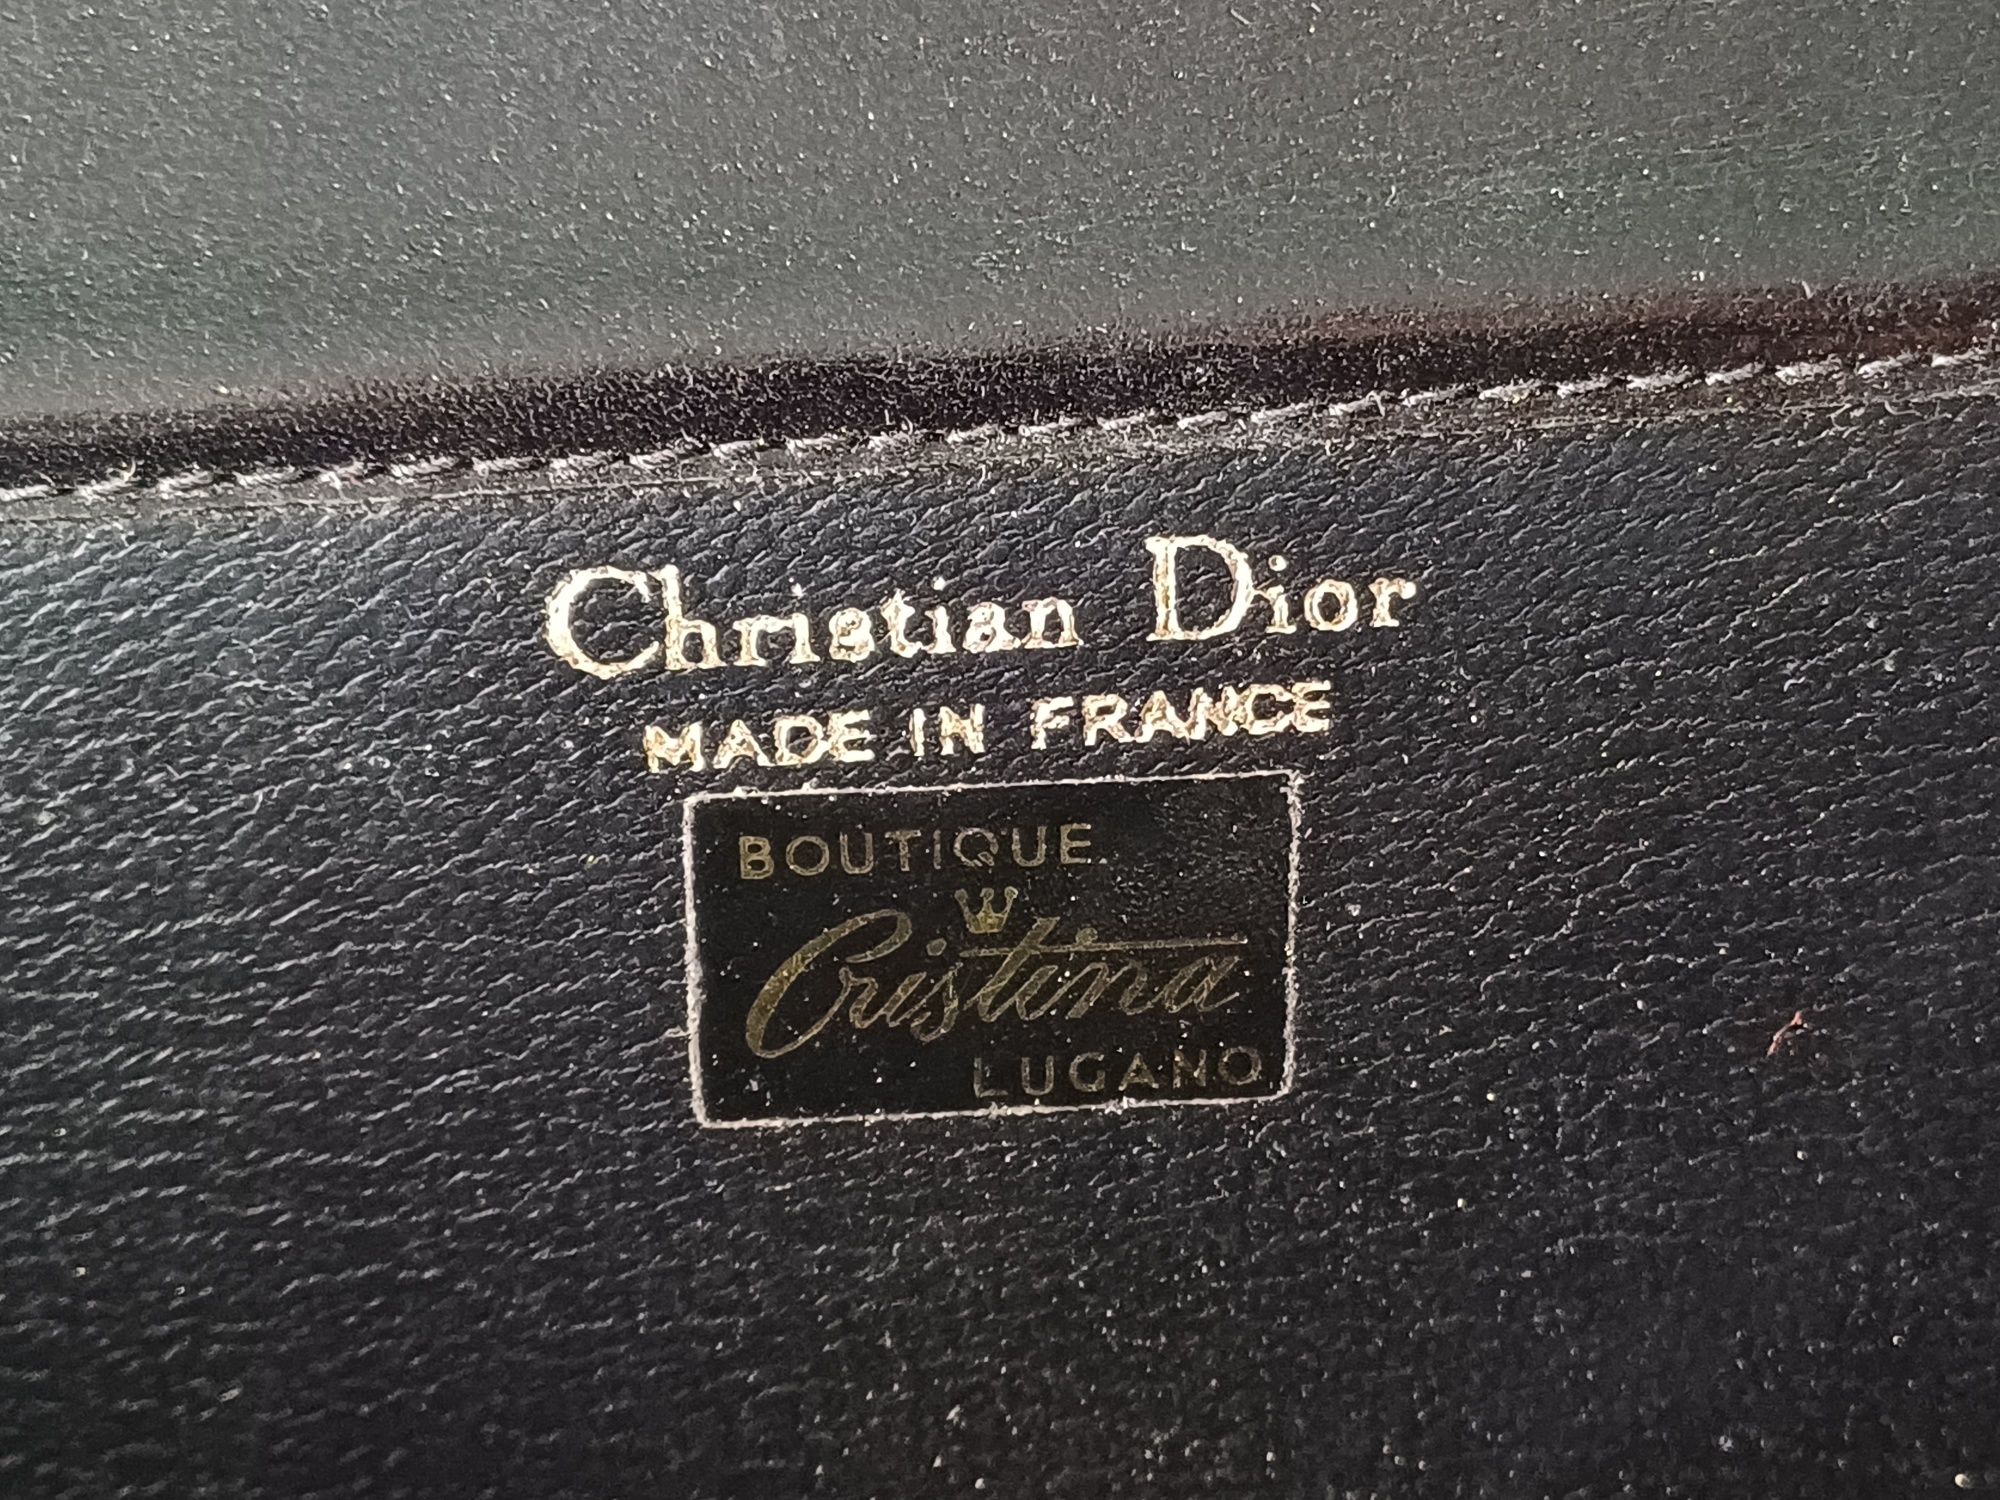 Christian Dior
MADE IN FRANCE
BOUTIQUE
Cristina
LUGANO